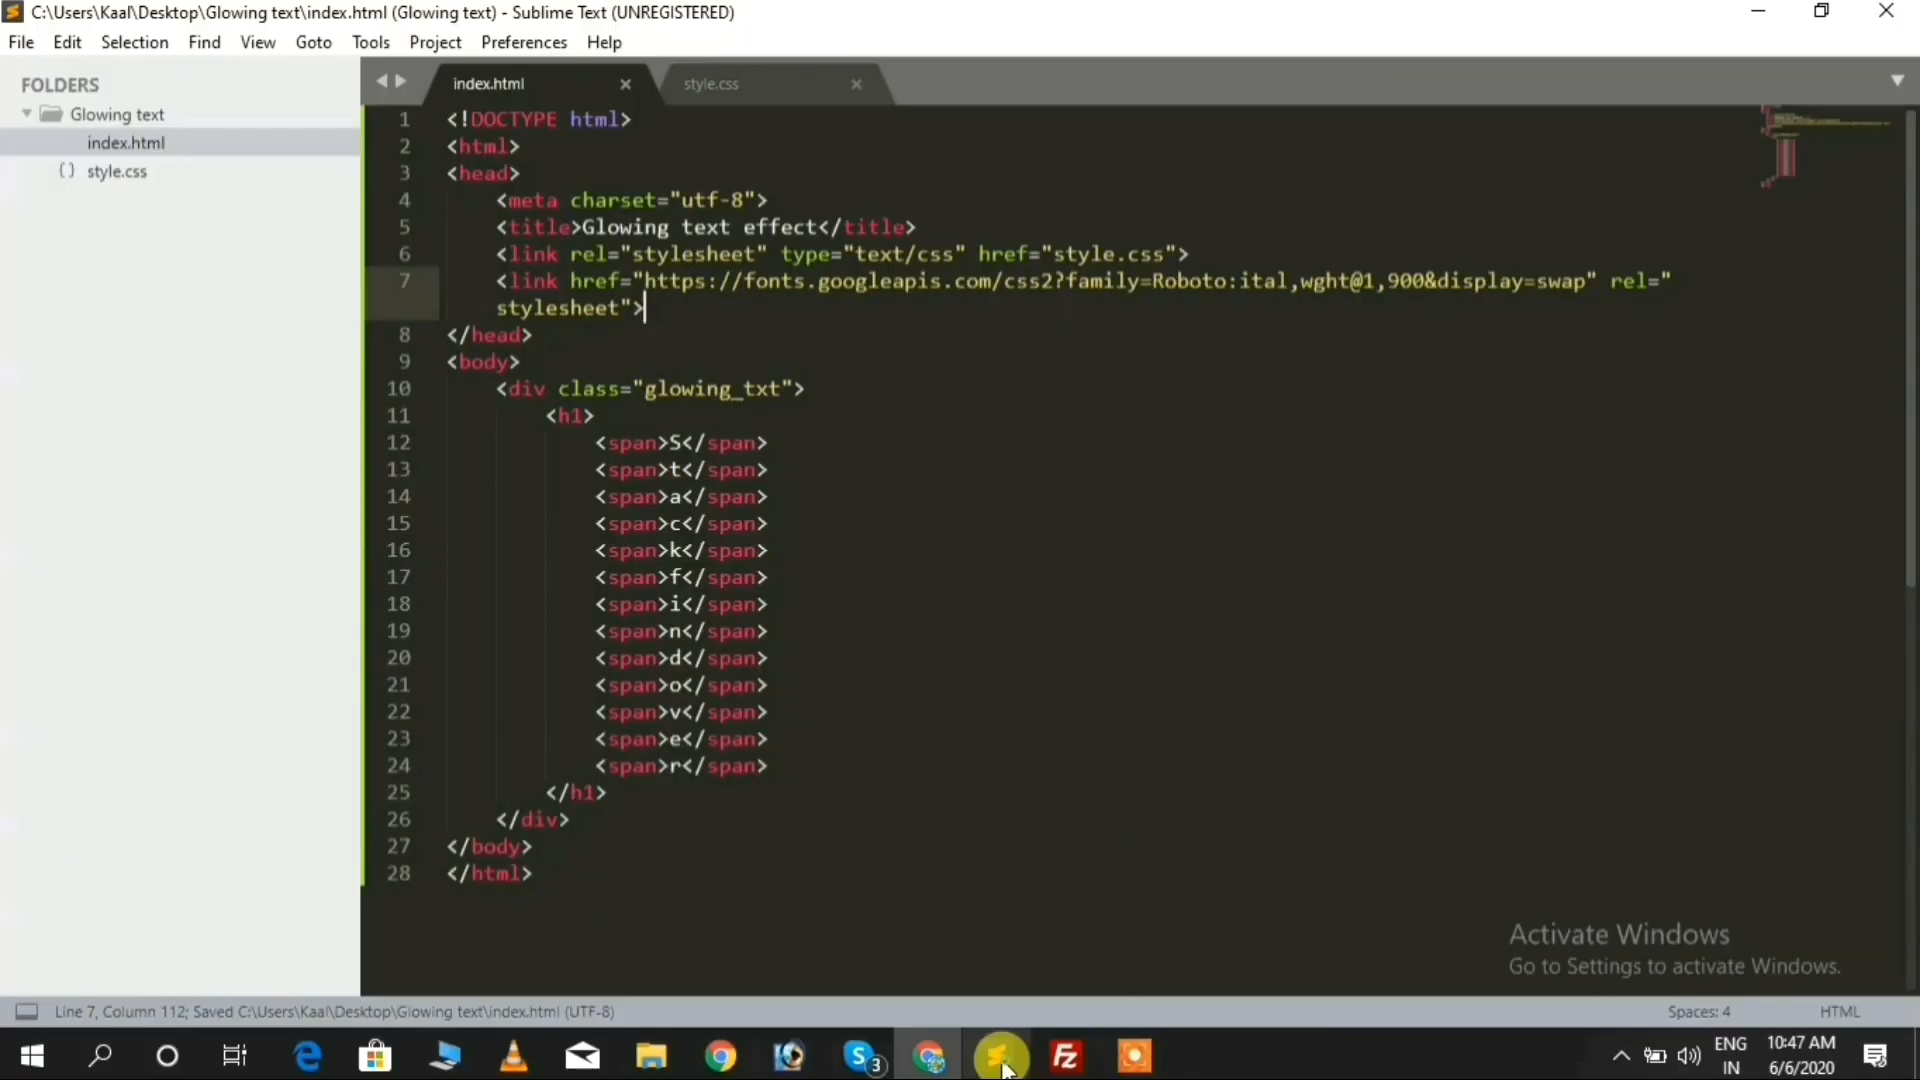 C:\Users\Kaal\Desktop\Glowing text\index.html (Glowing text) - Sublime Text (UNREGISTERED)
File Edit Selection Find View Goto Tools Project Preferences Help
FOLDERS
Glowing text
index.html
{} style.css
index.html style.css
1 <!DOCTYPE html>
2 <html>
3 <head>
4 <meta charset="utf-8">
5 <title>Glowing text effect</title>
6 <link rel="stylesheet" type="text/css" href="style.css">
7 <link href="https://fonts.googleapis.com/css2?family=Roboto:ital,wght@1,900&display=swap" rel="
stylesheet">
8 </head>
9 <body>
10 <div class="glowing_txt">
11 <h1>
12 <span>S</span>
13 <span>t</span>
14 <span>a</span>
15 <span>c</span>
16 <span>k</span>
17 <span>f</span>
18 <span>i</span>
19 <span>n</span>
20 <span>d</span>
21 <span>o</span>
22 <span>v</span>
23 <span>e</span>
24 <span>r</span>
25 </h1>
26 </div>
27 </body>
28 </html>
Activate Windows
Go to Settings to activate Windows.
Line 7, Column 112; Saved C:\Users\Kaal\Desktop\Glowing text\index.html (UTF-8) Spaces: 4 HTML
3
ENG
IN
10:47 AM
6/6/2020